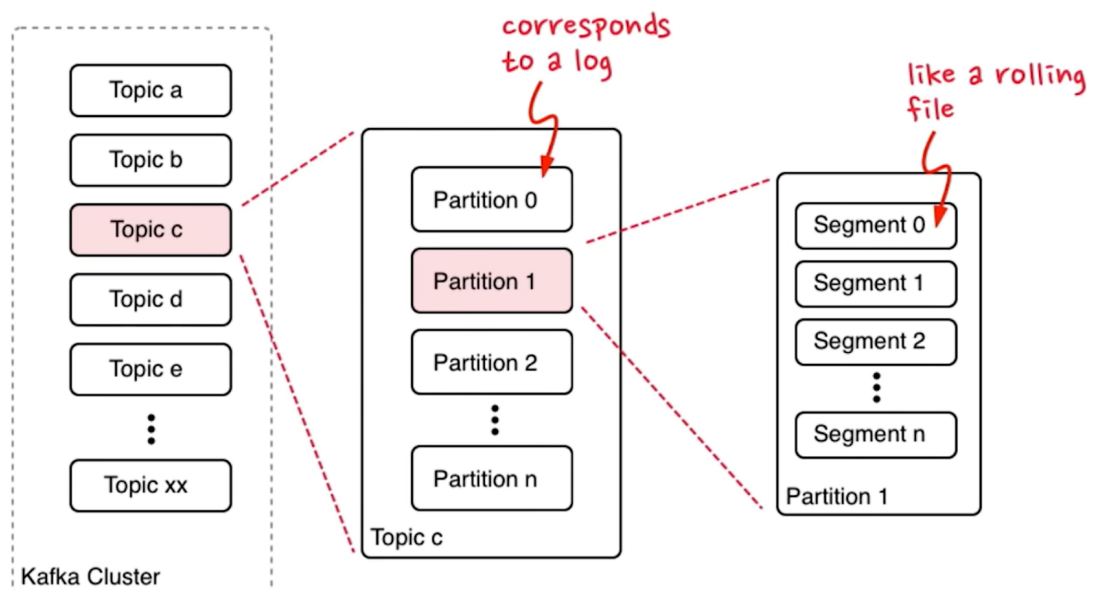 corresponds
to a log
like a rolling
file
Topic a
Topic b
Topic c
Topic d
Topic e
Topic xx
Kafka Cluster
Partition 0
Partition 1
Partition 2
Partition n
Topic c
Segment 0
Segment 1
Segment 2
Segment n
Partition 1